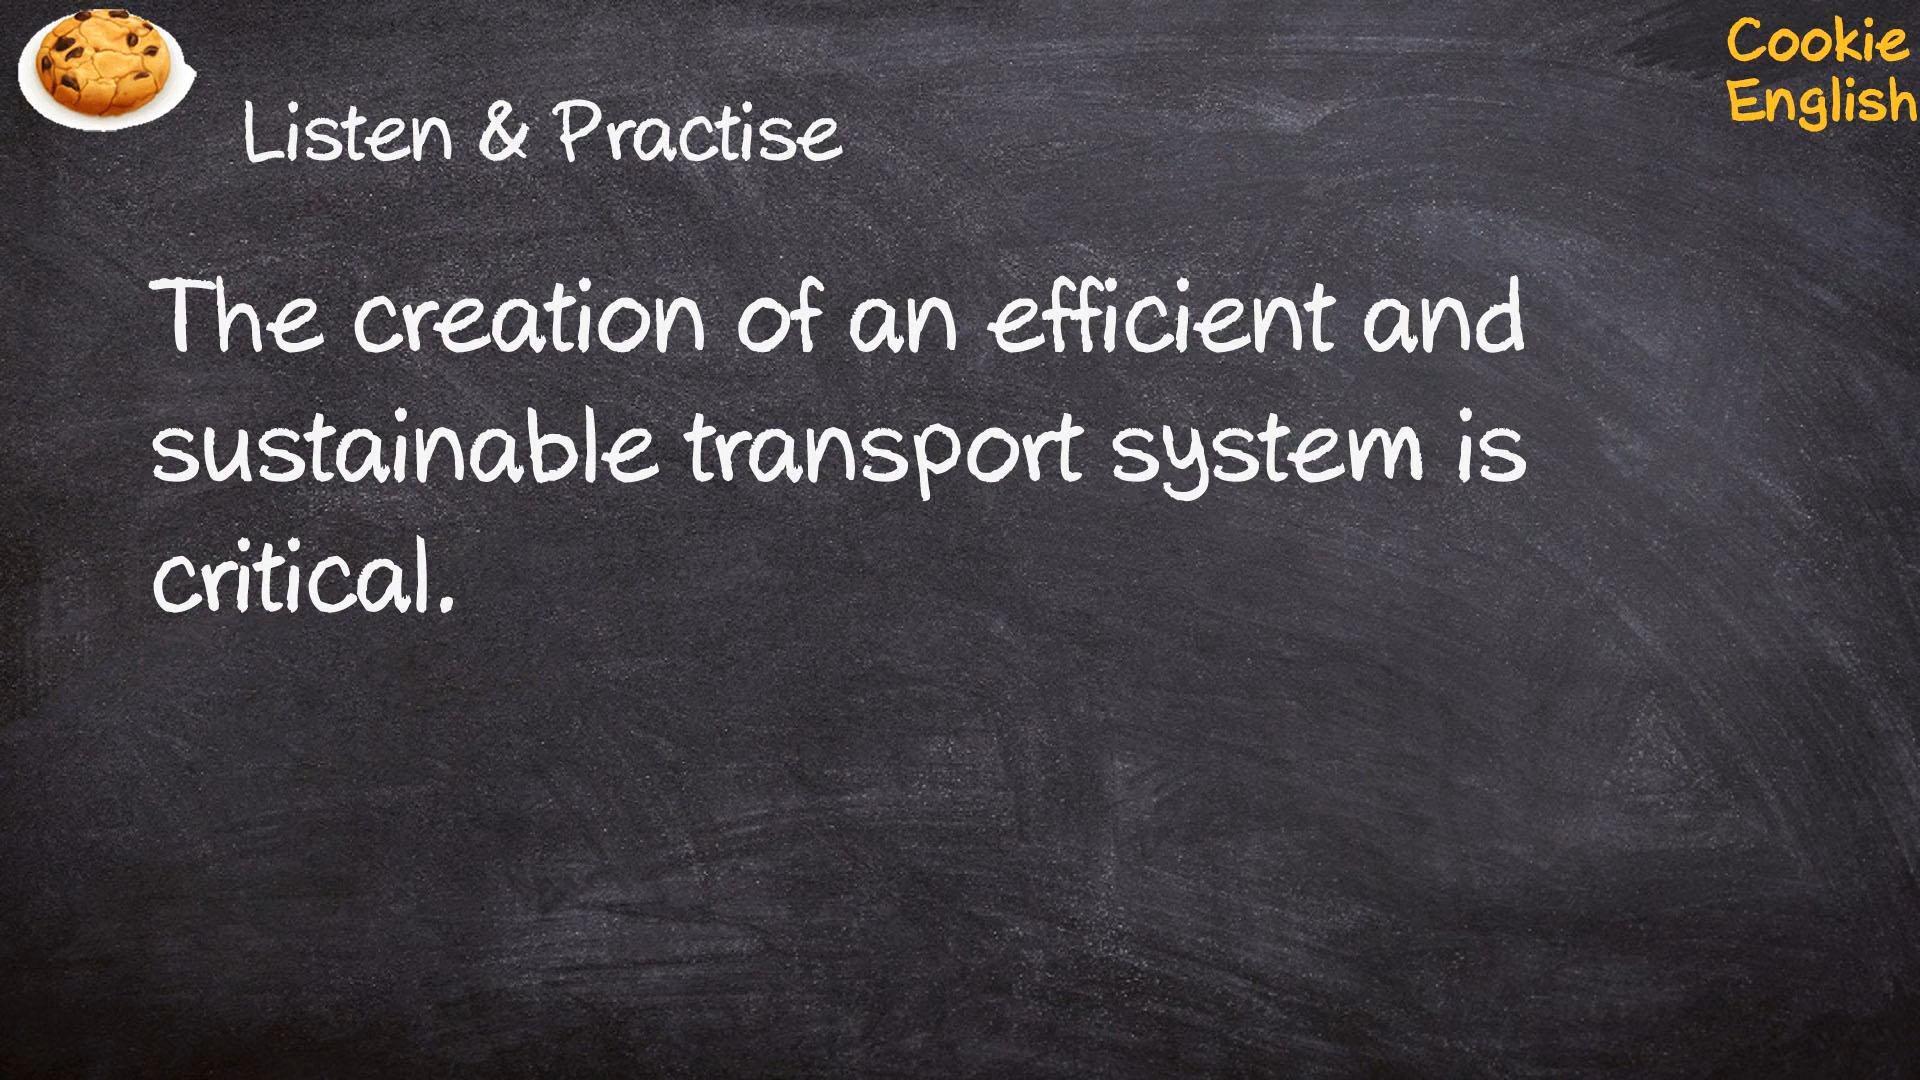 Cookie
English
Listen & Practise
The creation of an efficient and
sustainable transport system is
critical.